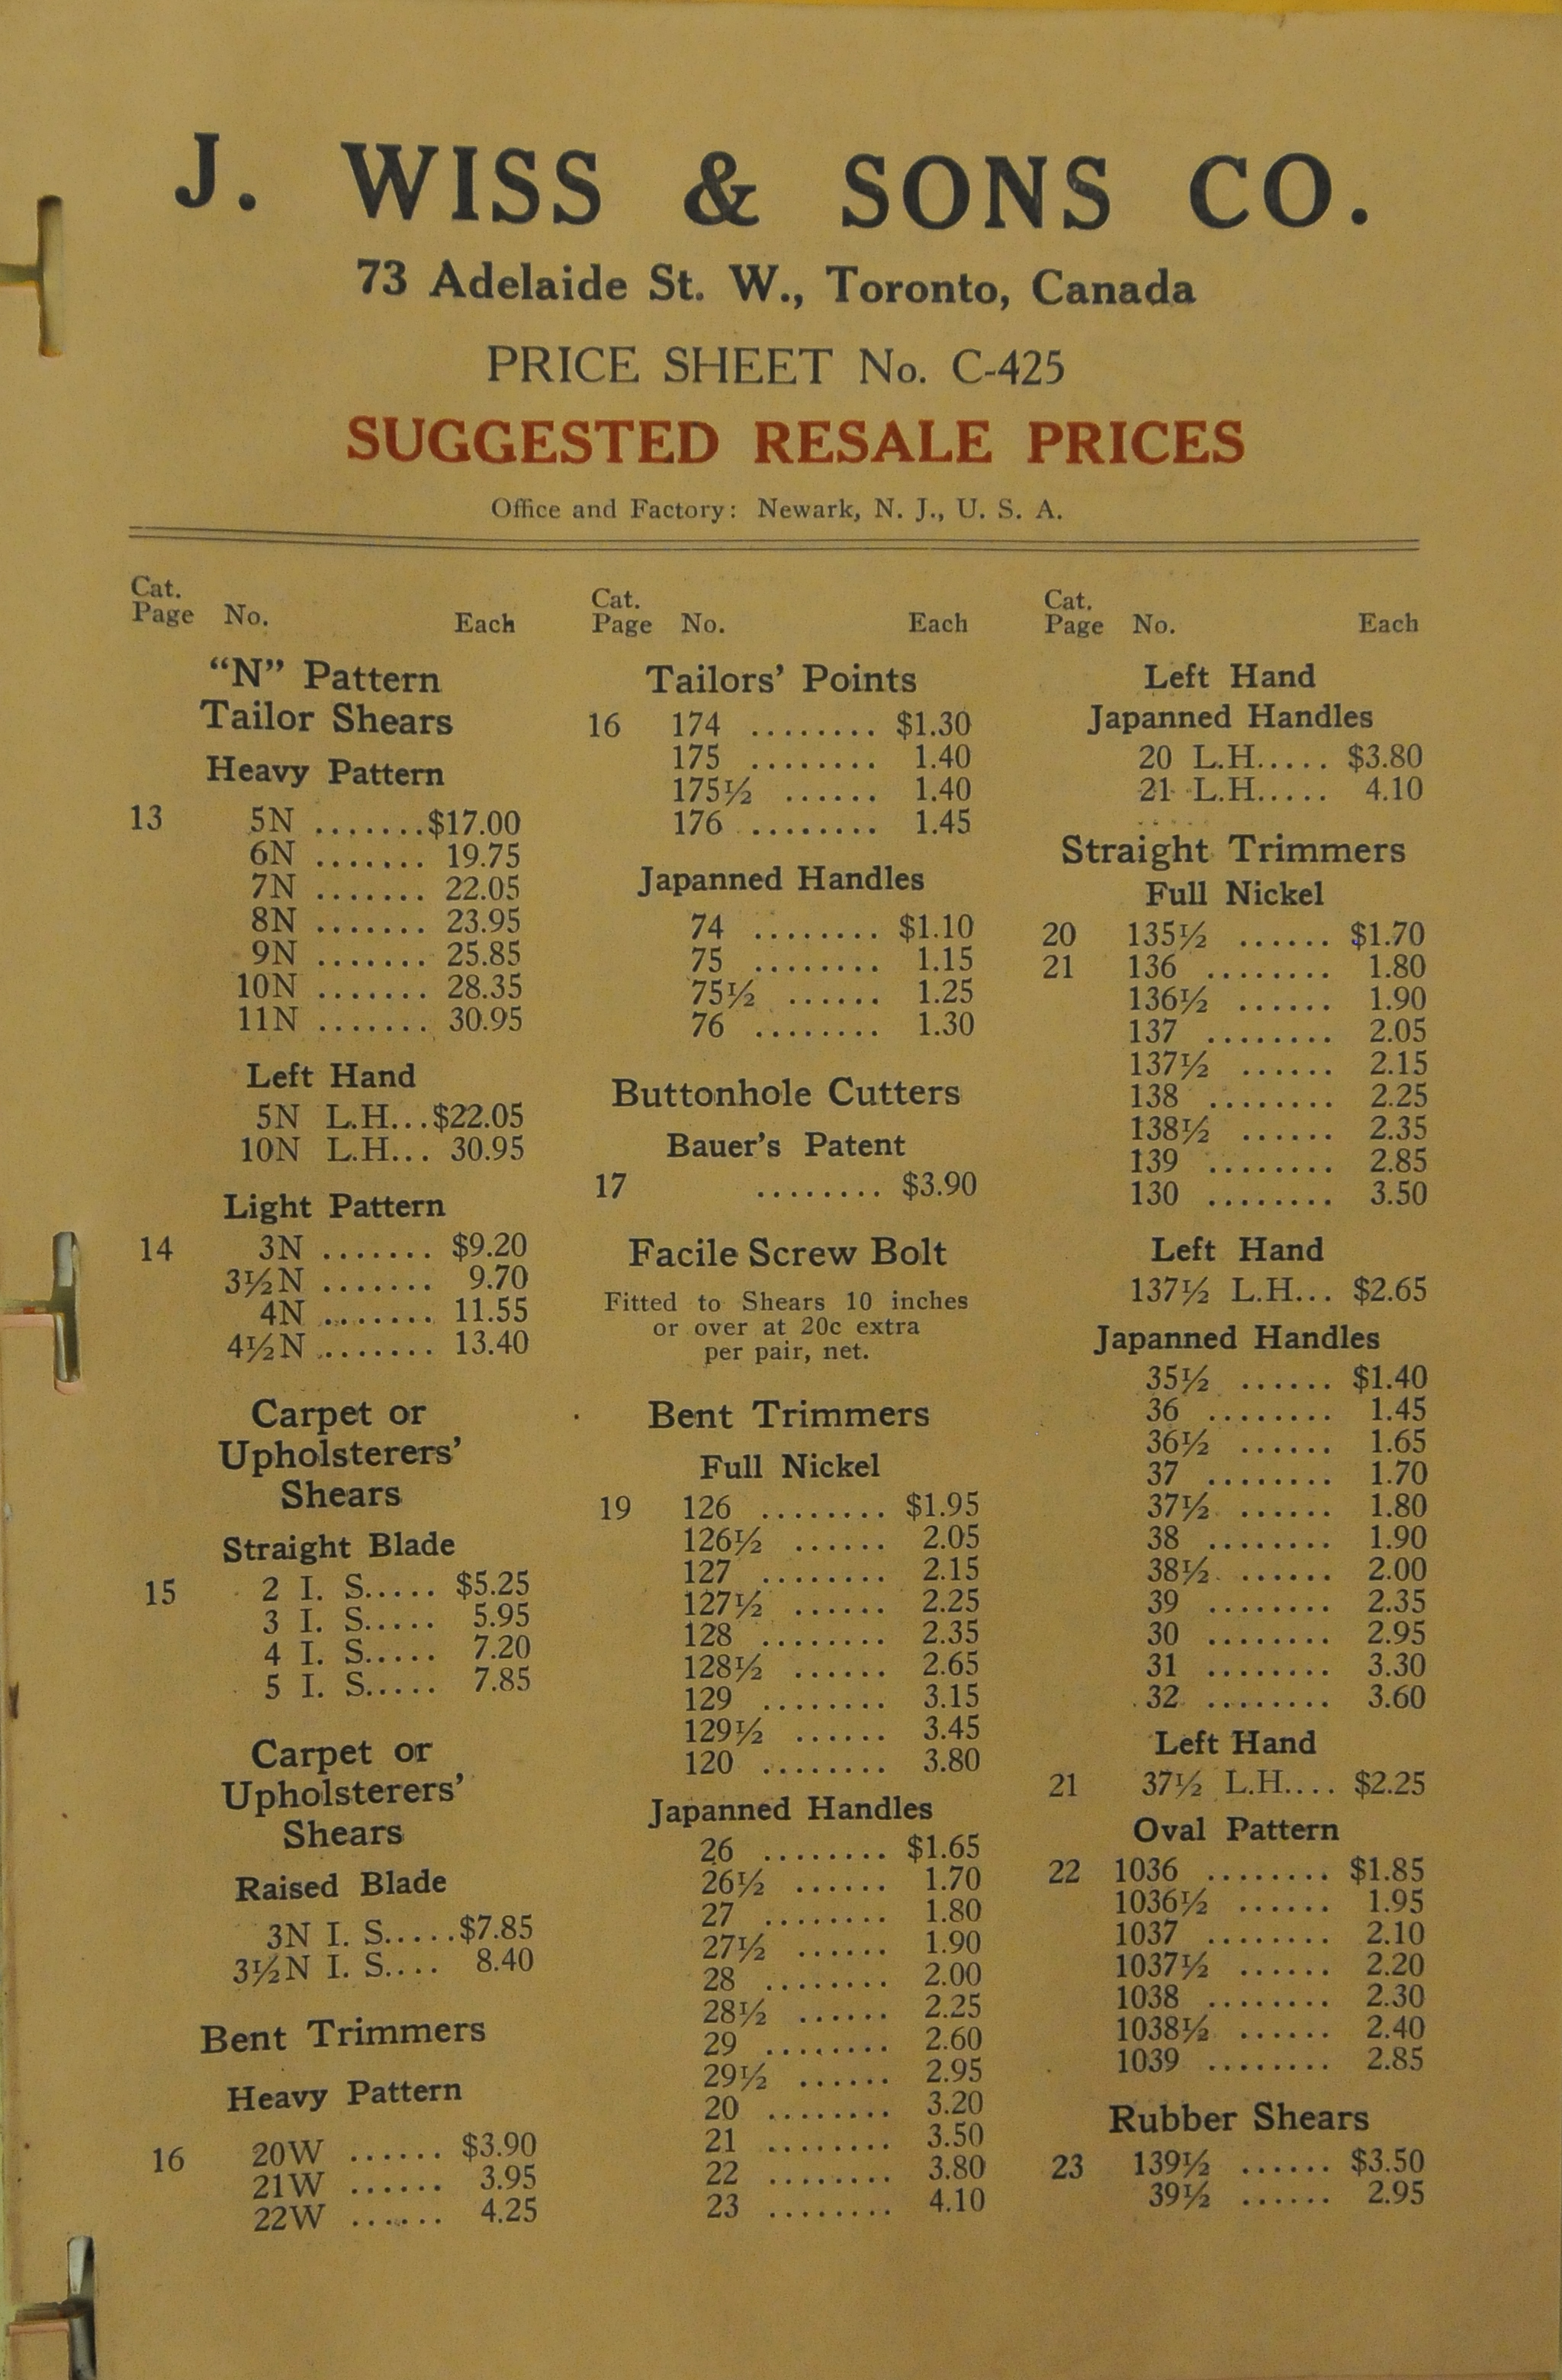 J. WISS & SONS CO.
73 Adelaide St. W., Toronto, Canada
PRICE SHEET No. C-425
SUGGESTED RESALE PRICES
Office and Factory: Newark, N. J., U. S. A.
Cat.
Page No. Each
“N” Pattern
Tailor Shears
Heavy Pattern
13 5N .......$17.00
6N ....... 19.75
7N ....... 22.05
8N ....... 23.95
9N ....... 25.85
10N ....... 28.35
11N ....... 30.95
Left Hand
5N L.H...$22.05
10N L.H... 30.95
Light Pattern
14 3N ....... $9.20
3½N ....... 9.70
4N ....... 11.55
4½N ....... 13.40
Carpet or
Upholsterers’
Shears
Straight Blade
15 2 I. S..... $5.25
3 I. S..... 5.95
4 I. S..... 7.20
5 I. S..... 7.85
Carpet or
Upholsterers’
Shears
Raised Blade
3N I. S.....$7.85
3½N I. S.... 8.40
Bent Trimmers
Heavy Pattern
16 20W ...... $3.90
21W ...... 3.95
22W ...... 4.25
Cat.
Page No. Each
Tailors’ Points
16 174 ........ $1.30
175 ........ 1.40
175½ ...... 1.40
176 ........ 1.45
Japanned Handles
74 ........ $1.10
75 ........ 1.15
75½ ...... 1.25
76 ........ 1.30
Buttonhole Cutters
Bauer’s Patent
17 ........ $3.90
Facile Screw Bolt
Fitted to Shears 10 inches
or over at 20c extra
per pair, net.
Bent Trimmers
Full Nickel
19 126 ........ $1.95
126½ ...... 2.05
127 ........ 2.15
127½ ...... 2.25
128 ........ 2.35
128½ ...... 2.65
129 ........ 3.15
129½ ...... 3.45
120 ........ 3.80
Japanned Handles
26 ........ $1.65
26½ ...... 1.70
27 ........ 1.80
27½ ...... 1.90
28 ........ 2.00
28½ ...... 2.25
29 ........ 2.60
29½ ...... 2.95
20 ........ 3.20
21 ........ 3.50
22 ........ 3.80
23 ........ 4.10
Cat.
Page No. Each
Left Hand
Japanned Handles
20 L.H..... $3.80
21 L.H..... 4.10
Straight Trimmers
Full Nickel
20 135½ ...... $1.70
21 136 ........ 1.80
136½ ...... 1.90
137 ........ 2.05
137½ ...... 2.15
138 ........ 2.25
138½ ...... 2.35
139 ........ 2.85
130 ........ 3.50
Left Hand
137½ L.H... $2.65
Japanned Handles
35½ ...... $1.40
36 ........ 1.45
36½ ...... 1.65
37 ........ 1.70
37½ ...... 1.80
38 ........ 1.90
38½ ...... 2.00
39 ........ 2.35
30 ........ 2.95
31 ........ 3.30
32 ........ 3.60
Left Hand
21 37½ L.H.... $2.25
Oval Pattern
22 1036 ........ $1.85
1036½ ...... 1.95
1037 ........ 2.10
1037½ ...... 2.20
1038 ........ 2.30
1038½ ...... 2.40
1039 ........ 2.85
Rubber Shears
23 139½ ...... $3.50
39½ ...... 2.95